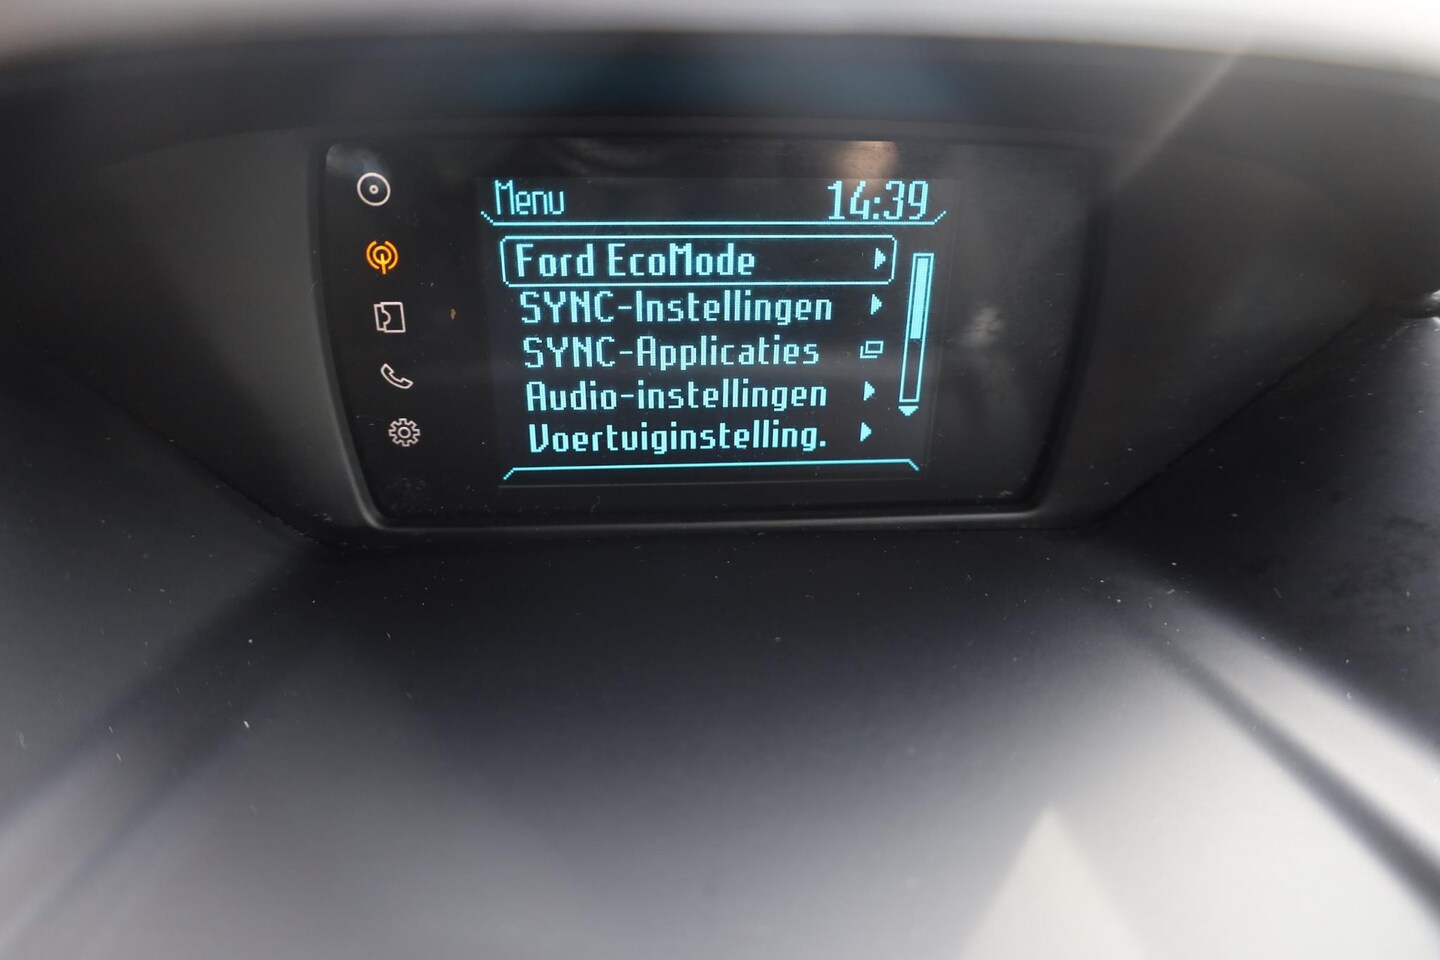 Menu 14:39
Ford EcoMode
SYNC-Instellingen
SYNC-Applicaties
Audio-instellingen
Voertuiginstelling.